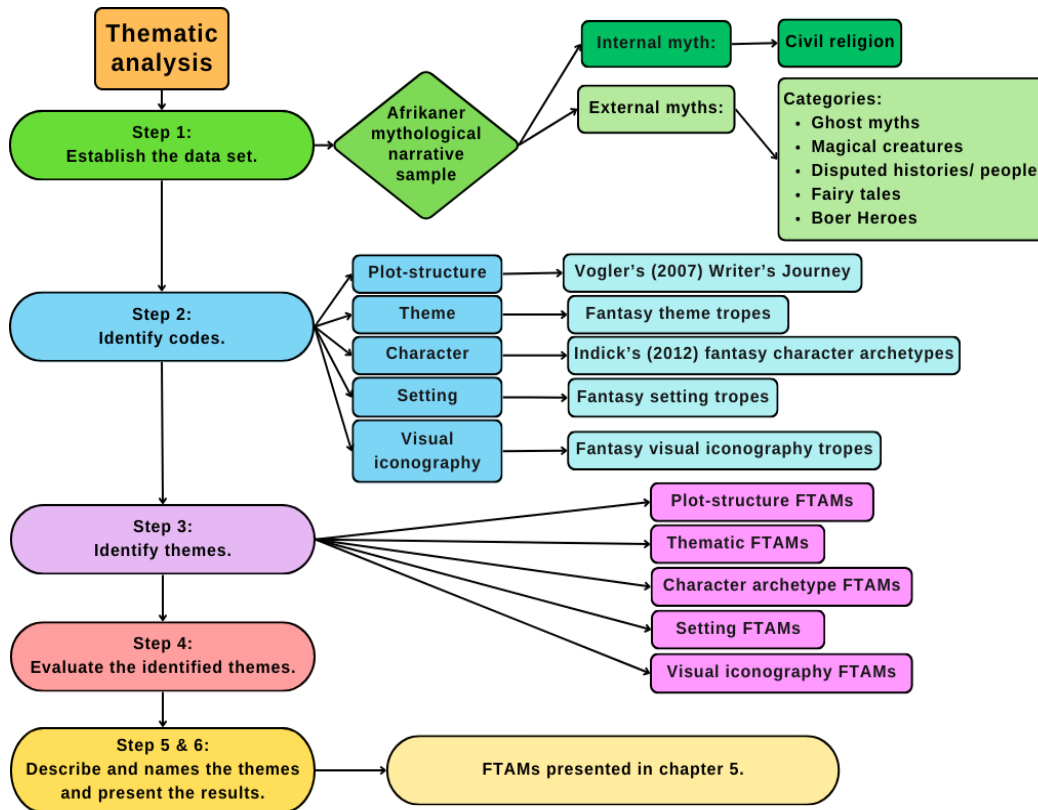 Thematic
analysis
Step 1:
Establish the data set.
Afrikaner
mythological
narrative
sample
Internal myth:
Civil religion
External myths:
Categories:
• Ghost myths
• Magical creatures
• Disputed histories/ people
• Fairy tales
• Boer Heroes
Step 2:
Identify codes.
Plot-structure
Vogler's (2007) Writer's Journey
Theme
Fantasy theme tropes
Character
Indick's (2012) fantasy character archetypes
Setting
Fantasy setting tropes
Visual
iconography
Fantasy visual iconography tropes
Step 3:
Identify themes.
Plot-structure FTAMs
Thematic FTAMs
Character archetype FTAMs
Setting FTAMs
Visual iconography FTAMs
Step 4:
Evaluate the identified themes.
Step 5 & 6:
Describe and names the themes
and present the results.
FTAMs presented in chapter 5.